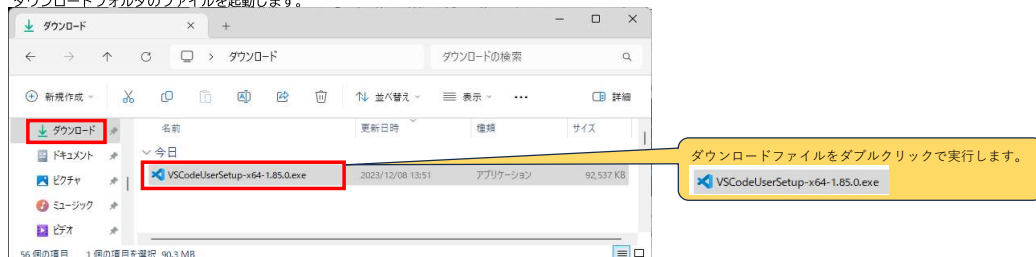 ダウンロードフォルダのファイルを起動します。
ダウンロード
ダウンロード
ダウンロードの検索
新規作成
並べ替え
表示
詳細
ダウンロード
ドキュメント
ピクチャ
ミュージック
ビデオ
名前
更新日時
種類
サイズ
今日
VSCodeUserSetup-x64-1.85.0.exe
2023/12/08 13:51
アプリケーション
92,537 KB
56 個の項目
1 個の項目を選択 90.3 MB
ダウンロードファイルをダブルクリックで実行します。
VSCodeUserSetup-x64-1.85.0.exe